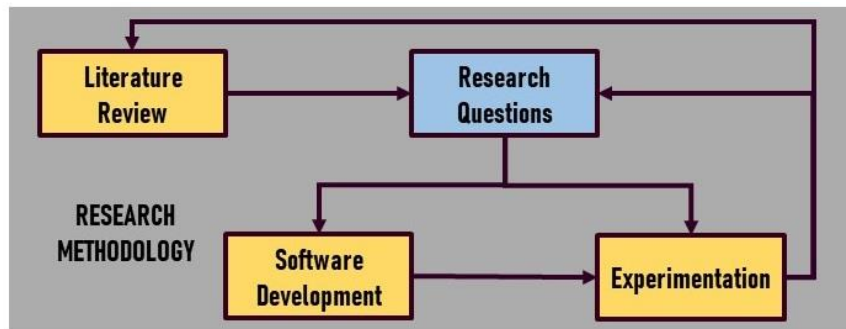 Literature
Review
Research
Questions
RESEARCH
METHODOLOGY
Software
Development
Experimentation